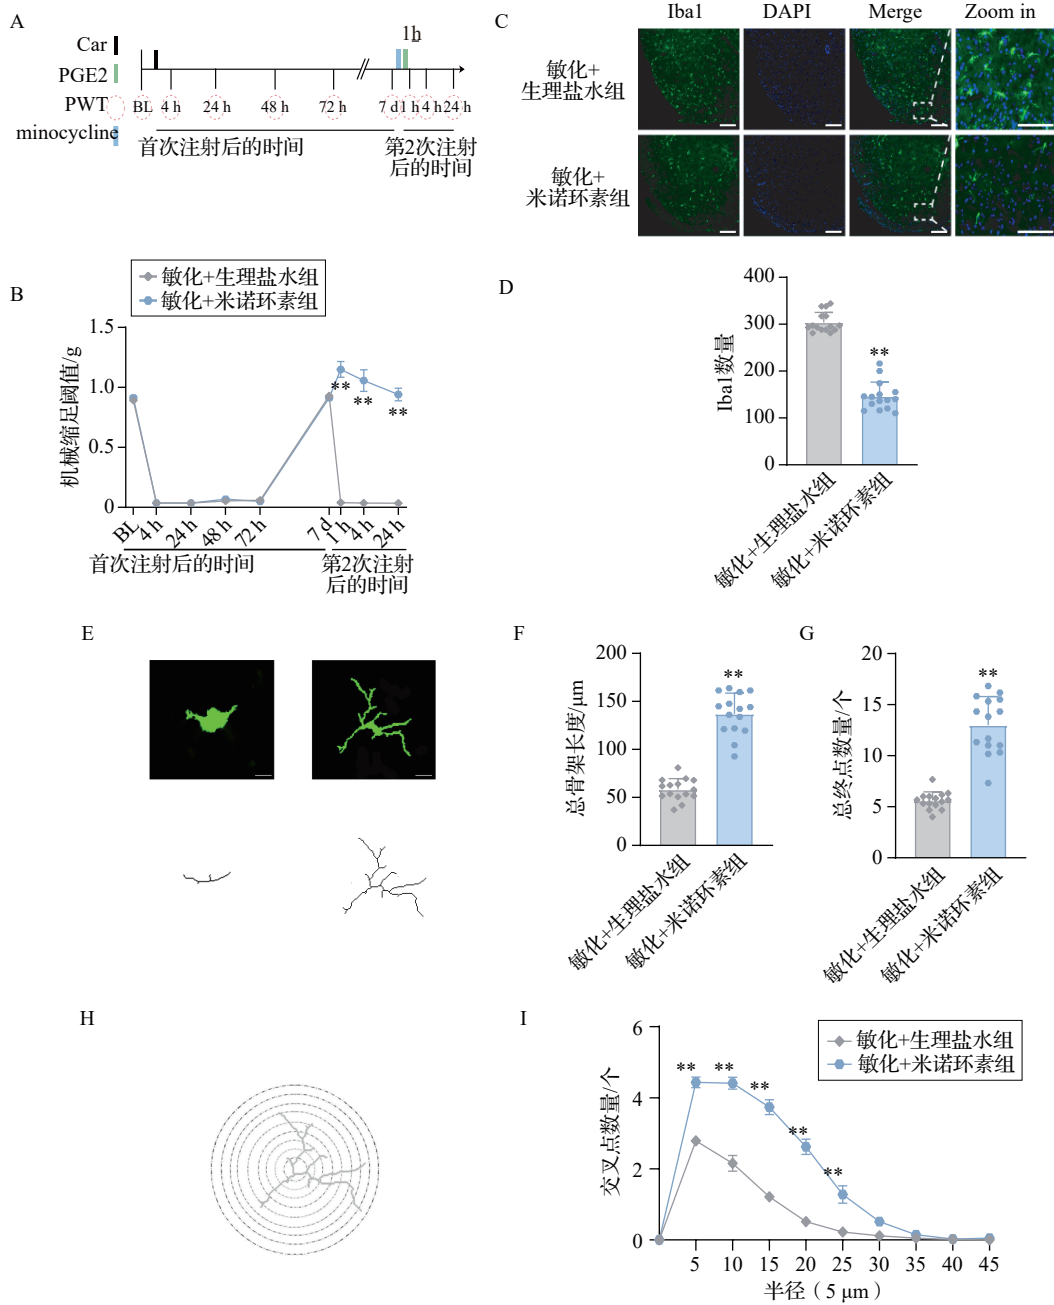 A
Car
PGE2
PWT
minocycline
1h
BL 4 h 24 h 48 h 72 h 7 d 1 h 4 h 24 h
首次注射后的时间
第2次注射
后的时间
B
敏化+生理盐水组
敏化+米诺环素组
机械缩足阈值/g
1.5
1.0
0.5
0
** ** **
BL 4 h 24 h 48 h 72 h 7 d 1 h 4 h 24 h
首次注射后的时间
第2次注射
后的时间
C
Iba1 DAPI Merge Zoom in
敏化+
生理盐水组
敏化+
米诺环素组
D
Iba1数量
400
300
200
100
0
**
敏化+生理盐水组
敏化+米诺环素组
E
F
总骨架长度/μm
200
150
100
50
0
**
敏化+生理盐水组
敏化+米诺环素组
G
总终点数量/个
20
15
10
5
0
**
敏化+生理盐水组
敏化+米诺环素组
H
I
敏化+生理盐水组
敏化+米诺环素组
交叉点数量/个
6
4
2
0
** ** ** ** **
5 10 15 20 25 30 35 40 45
半径（5 μm）